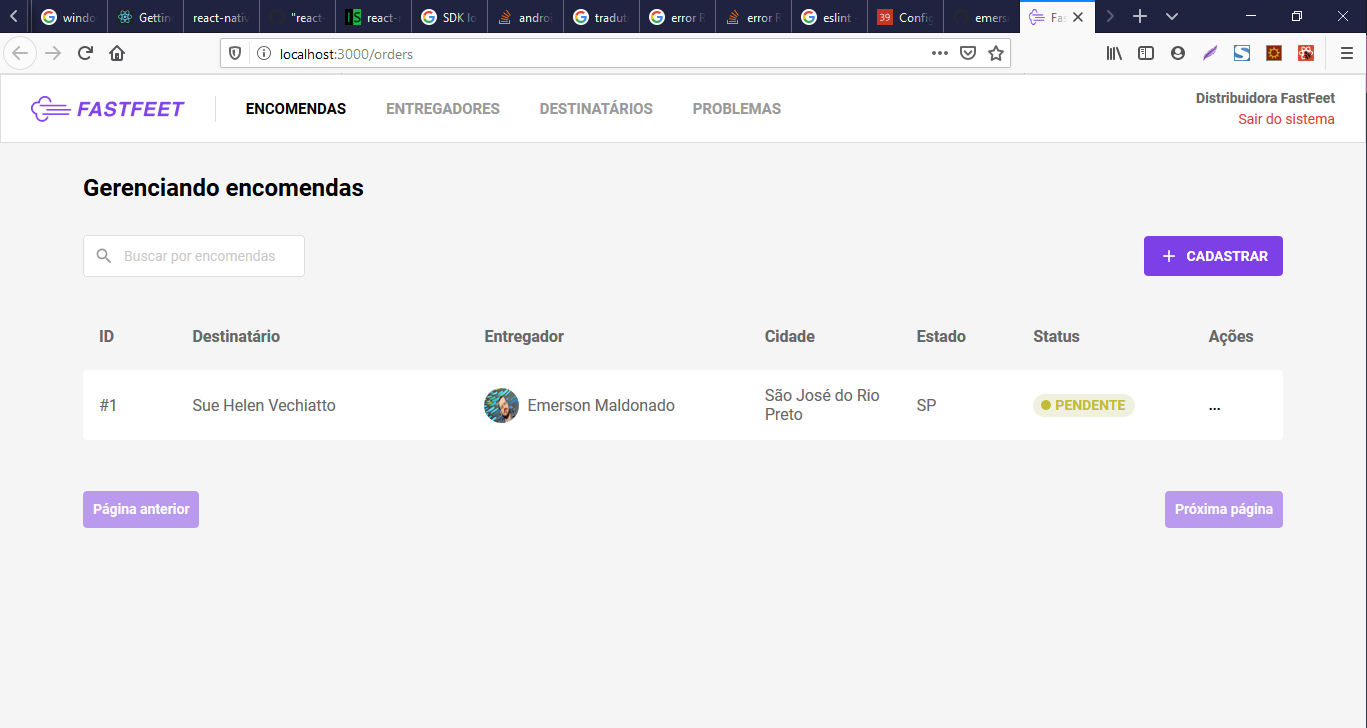 windo
Gettin
react-nativ
"react
react-
SDK lo
androi
tradut
error R
error R
eslint
39 Config
emers
Fas
localhost:3000/orders
FASTFEET
ENCOMENDAS ENTREGADORES DESTINATÁRIOS PROBLEMAS
Distribuidora FastFeet
Sair do sistema
Gerenciando encomendas
Buscar por encomendas
CADASTRAR
ID Destinatário Entregador Cidade Estado Status Ações
#1 Sue Helen Vechiatto Emerson Maldonado São José do Rio
Preto
SP PENDENTE ...
Página anterior Próxima página